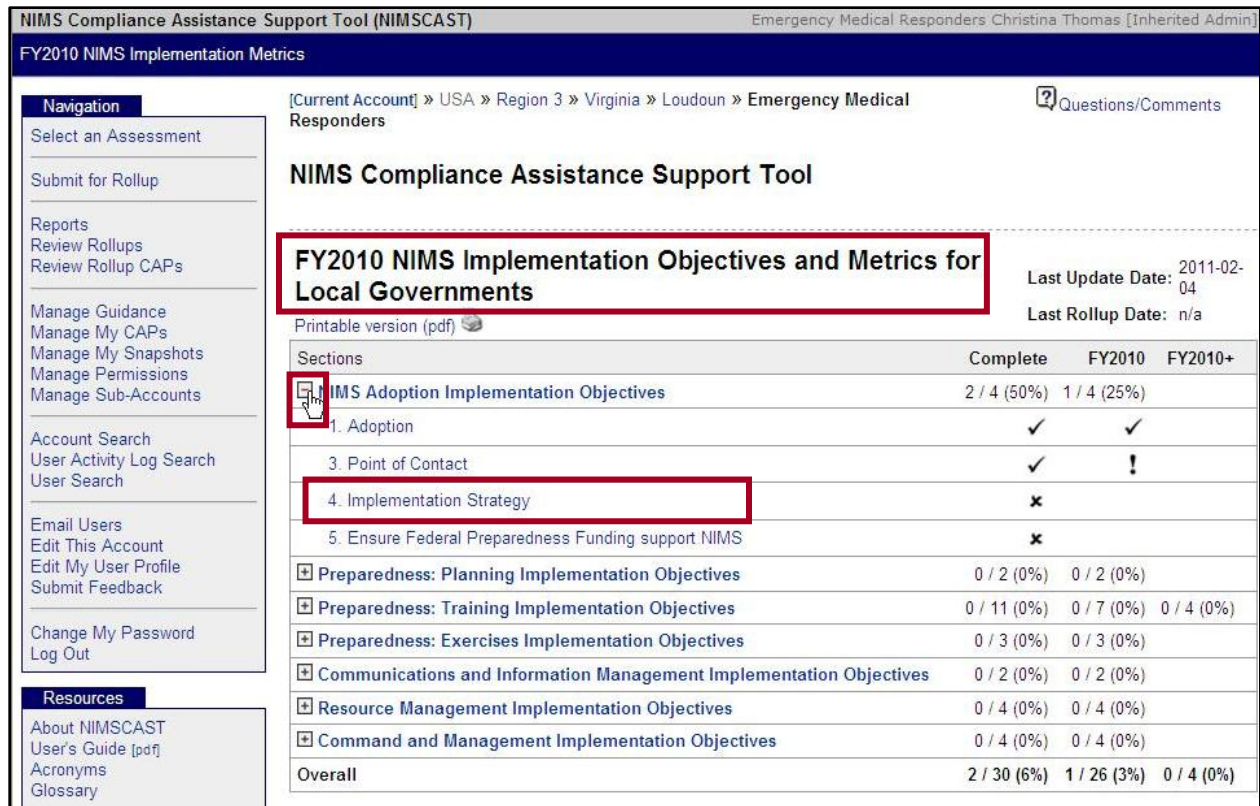 NIMS Compliance Assistance Support Tool (NIMSCAST)
Emergency Medical Responders Christina Thomas [Inherited Admin]
FY2010 NIMS Implementation Metrics
Navigation
Select an Assessment
Submit for Rollup
Reports
Review Rollups
Review Rollup CAPs
Manage Guidance
Manage My CAPs
Manage My Snapshots
Manage Permissions
Manage Sub-Accounts
Account Search
User Activity Log Search
User Search
Email Users
Edit This Account
Edit My User Profile
Submit Feedback
Change My Password
Log Out
Resources
About NIMSCAST
User's Guide [pdf]
Acronyms
Glossary
[Current Account] » USA » Region 3 » Virginia » Loudoun » Emergency Medical
Responders
Questions/Comments
NIMS Compliance Assistance Support Tool
FY2010 NIMS Implementation Objectives and Metrics for
Local Governments
Last Update Date: 2011-02-
04
Last Rollup Date: n/a
Printable version (pdf)
Sections Complete FY2010 FY2010+
NIMS Adoption Implementation Objectives 2 / 4 (50%) 1 / 4 (25%)
1. Adoption ✓ ✓
3. Point of Contact ✓ !
4. Implementation Strategy ×
5. Ensure Federal Preparedness Funding support NIMS ×
Preparedness: Planning Implementation Objectives 0 / 2 (0%) 0 / 2 (0%)
Preparedness: Training Implementation Objectives 0 / 11 (0%) 0 / 7 (0%) 0 / 4 (0%)
Preparedness: Exercises Implementation Objectives 0 / 3 (0%) 0 / 3 (0%)
Communications and Information Management Implementation Objectives 0 / 2 (0%) 0 / 2 (0%)
Resource Management Implementation Objectives 0 / 4 (0%) 0 / 4 (0%)
Command and Management Implementation Objectives 0 / 4 (0%) 0 / 4 (0%)
Overall 2 / 30 (6%) 1 / 26 (3%) 0 / 4 (0%)